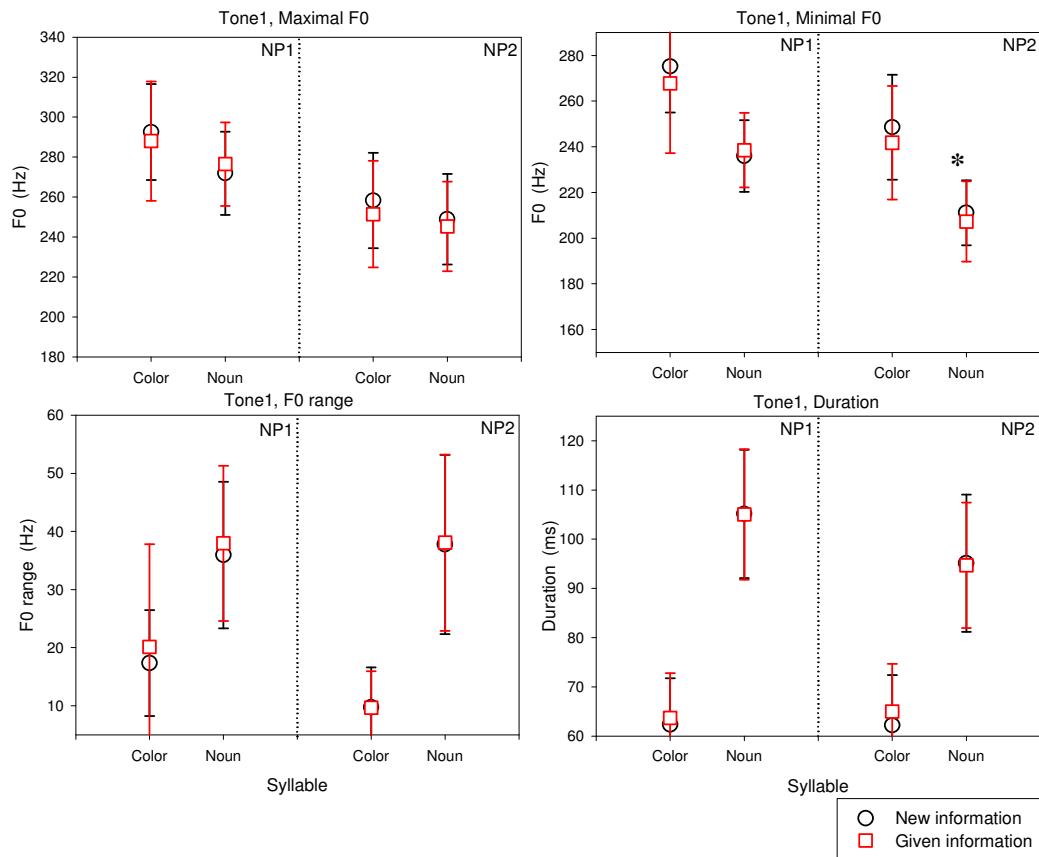 Tone1, Maximal F0
NP1 NP2
340
320
300
280
260
240
220
200
180
F0 (Hz)
Color Noun Color Noun
Tone1, Minimal F0
NP1 NP2
280
260
240
220
200
180
160
F0 (Hz)
*
Color Noun Color Noun
Tone1, F0 range
NP1 NP2
60
50
40
30
20
10
F0 range (Hz)
Color Noun Color Noun
Syllable
Tone1, Duration
NP1 NP2
120
110
100
90
80
70
60
Duration (ms)
Color Noun Color Noun
Syllable
New information
Given information